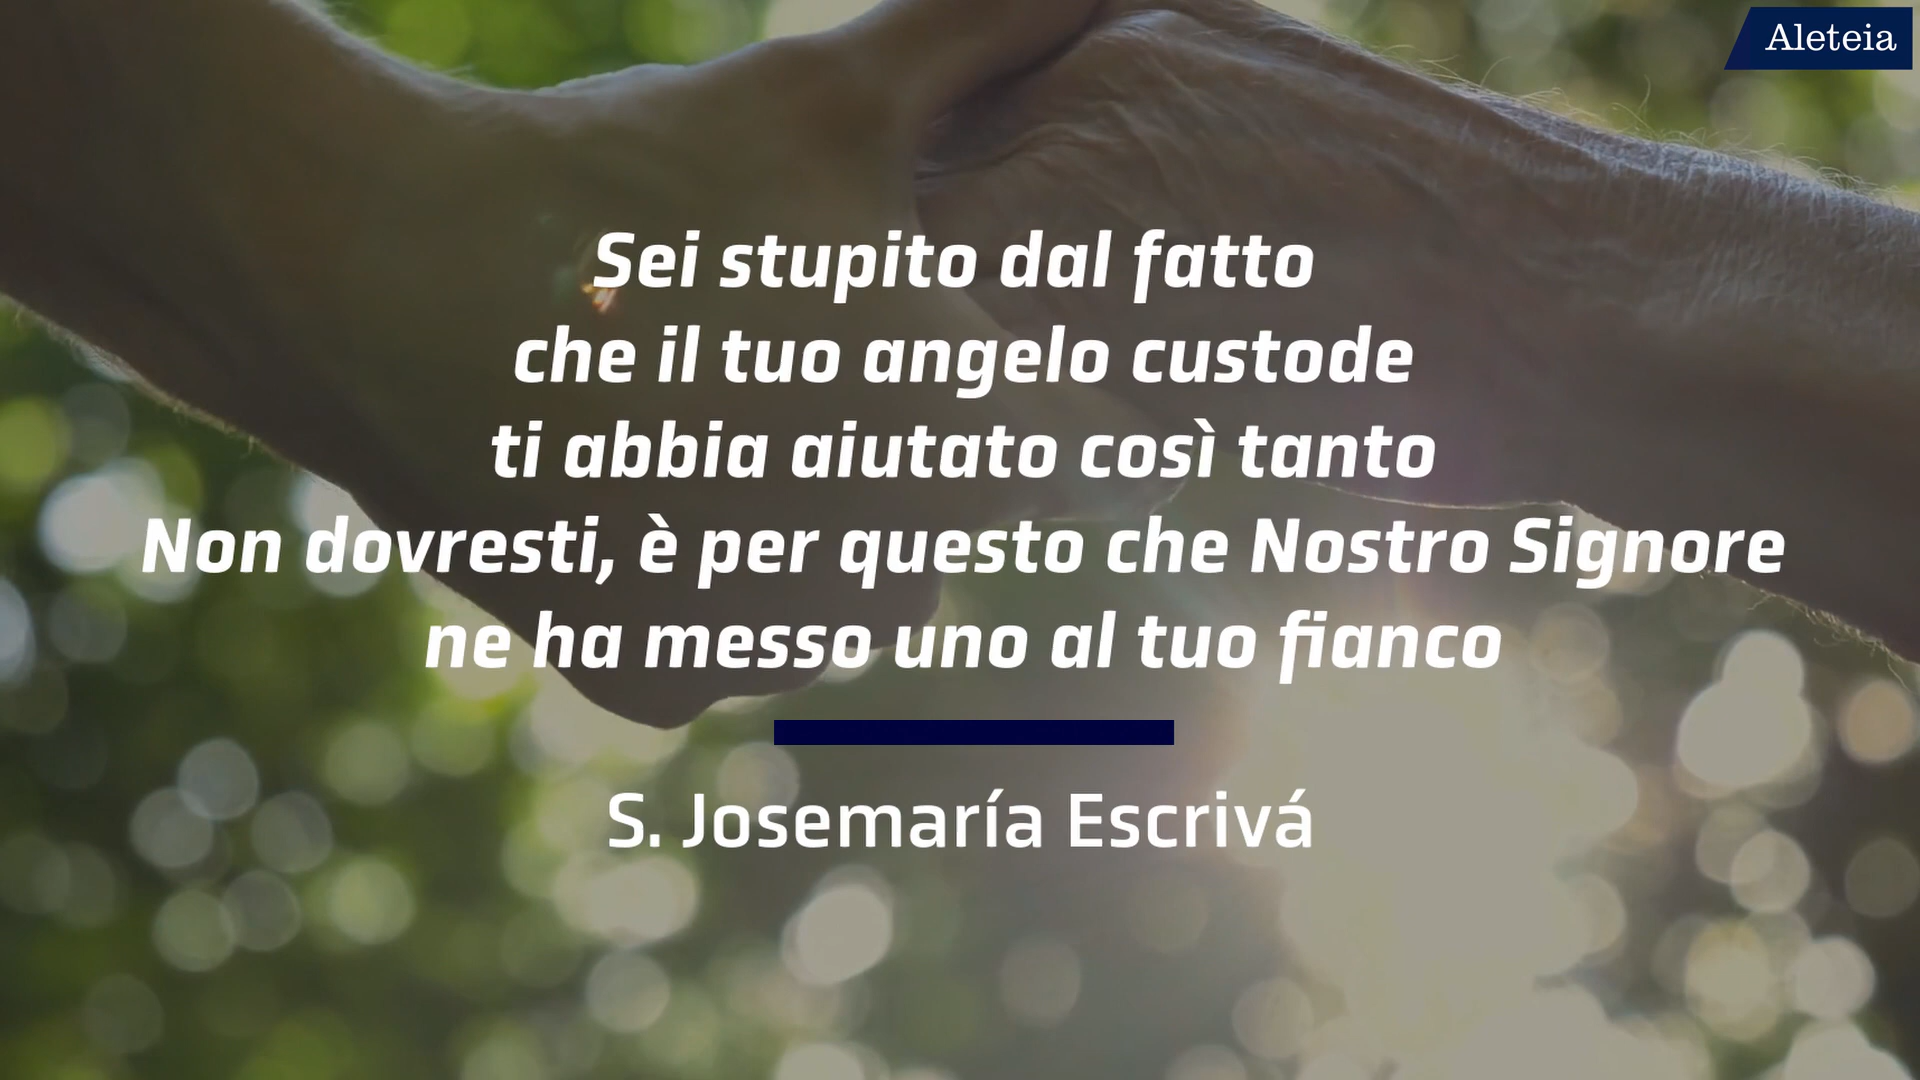 Aleteia
Sei stupito dal fatto
che il tuo angelo custode
ti abbia aiutato così tanto
Non dovresti, è per questo che Nostro Signore
ne ha messo uno al tuo fianco
S. Josemaría Escrivá